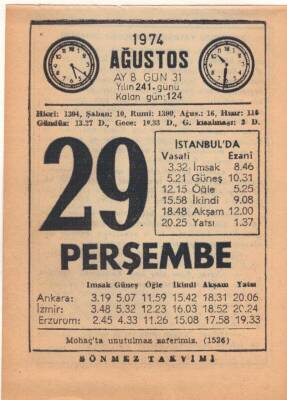 1974
AĞUSTOS
AY 8 GÜN 31
Yılın 241. günü
Kalan gün: 124
Hicri: 1394, Şaban: 10, Rumi: 1390, Ağus.: 16, Hızır: 116
Gündüz: 13.27 D., Gece: 10.33 D., G. kısalması: 2 D.
29
İSTANBUL'DA
Vasati Ezani
3.32 İmsak 8.46
5.21 Güneş 10.31
12.15 Öğle 5.25
15.58 İkindi 9.08
18.48 Akşam 12.00
20.25 Yatsı 1.37
PERŞEMBE
İmsak Güneş Öğle İkindi Akşam Yatsı
Ankara: 3.19 5.07 11.59 15.42 18.31 20.06
İzmir: 3.48 5.32 12.23 16.03 18.52 20.24
Erzurum: 2.45 4.33 11.26 15.08 17.58 19.33
Mohaç'ta unutulmaz zaferimiz. (1526)
SÖNMEZ TAKVİMİ